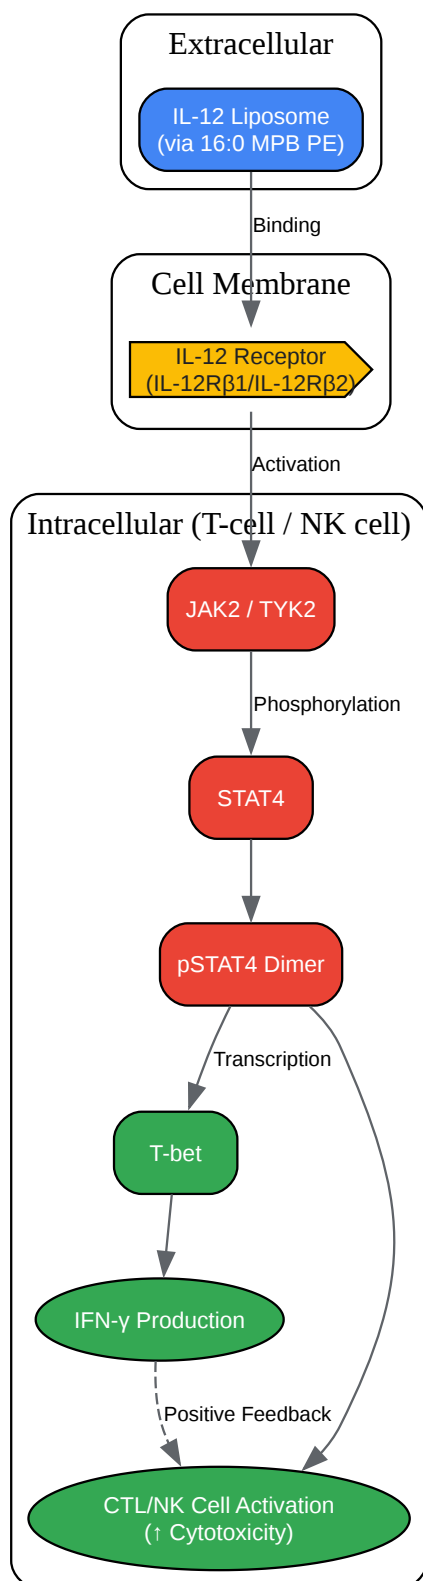 Extracellular
IL-12 Liposome
(via 16:0 MPB PE)
Binding
Cell Membrane
IL-12 Receptor
(IL-12Rβ1/IL-12Rβ2)
Activation
Intracellular (T-cell / NK cell)
JAK2 / TYK2
Phosphorylation
STAT4
pSTAT4 Dimer
Transcription
T-bet
IFN-γ Production
Positive Feedback
CTL/NK Cell Activation
(↑ Cytotoxicity)